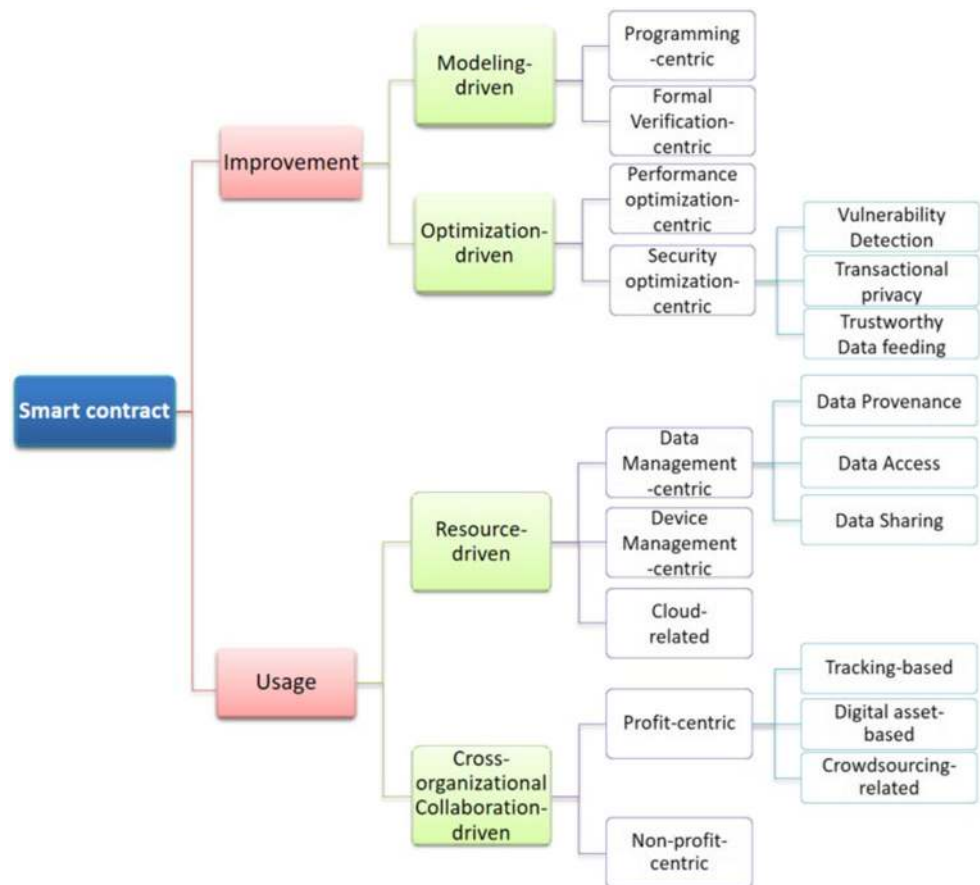 Smart contract
Improvement
Modeling-
driven
Programming
-centric
Formal
Verification-
centric
Optimization-
driven
Performance
optimization-
centric
Security
optimization-
centric
Vulnerability
Detection
Transactional
privacy
Trustworthy
Data feeding
Usage
Resource-
driven
Data
Management
-centric
Data Provenance
Data Access
Data Sharing
Device
Management
-centric
Cloud-
related
Cross-
organizational
Collaboration-
driven
Profit-centric
Tracking-based
Digital asset-
based
Crowdsourcing-
related
Non-profit-
centric